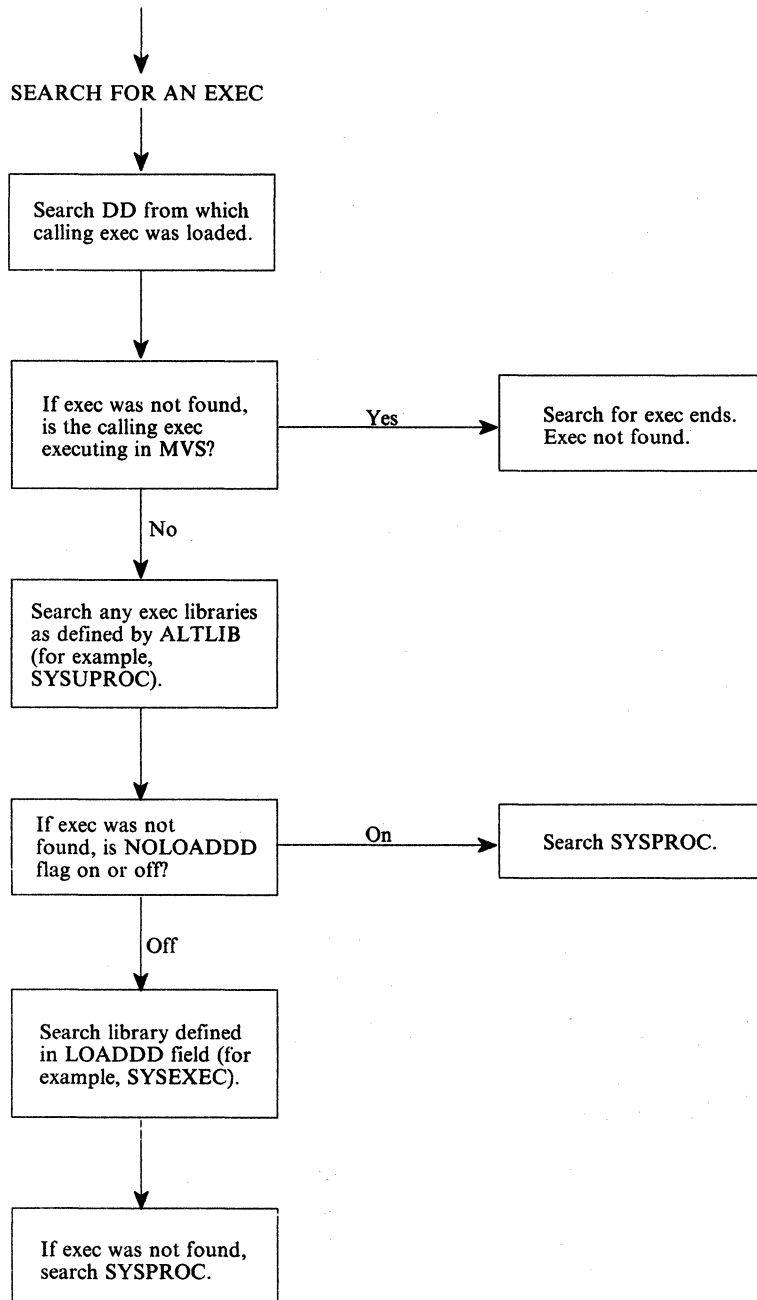 SEARCH FOR AN EXEC
Search DD from which
calling exec was loaded.
If exec was not found,
is the calling exec
executing in MVS?
Yes
Search for exec ends.
Exec not found.
No
Search any exec libraries
as defined by ALTLIB
(for example,
SYSUPROC).
If exec was not
found, is NOLOADDD
flag on or off?
On
Search SYSPROC.
Off
Search library defined
in LOADDD field (for
example, SYSEXEC).
If exec was not found,
search SYSPROC.